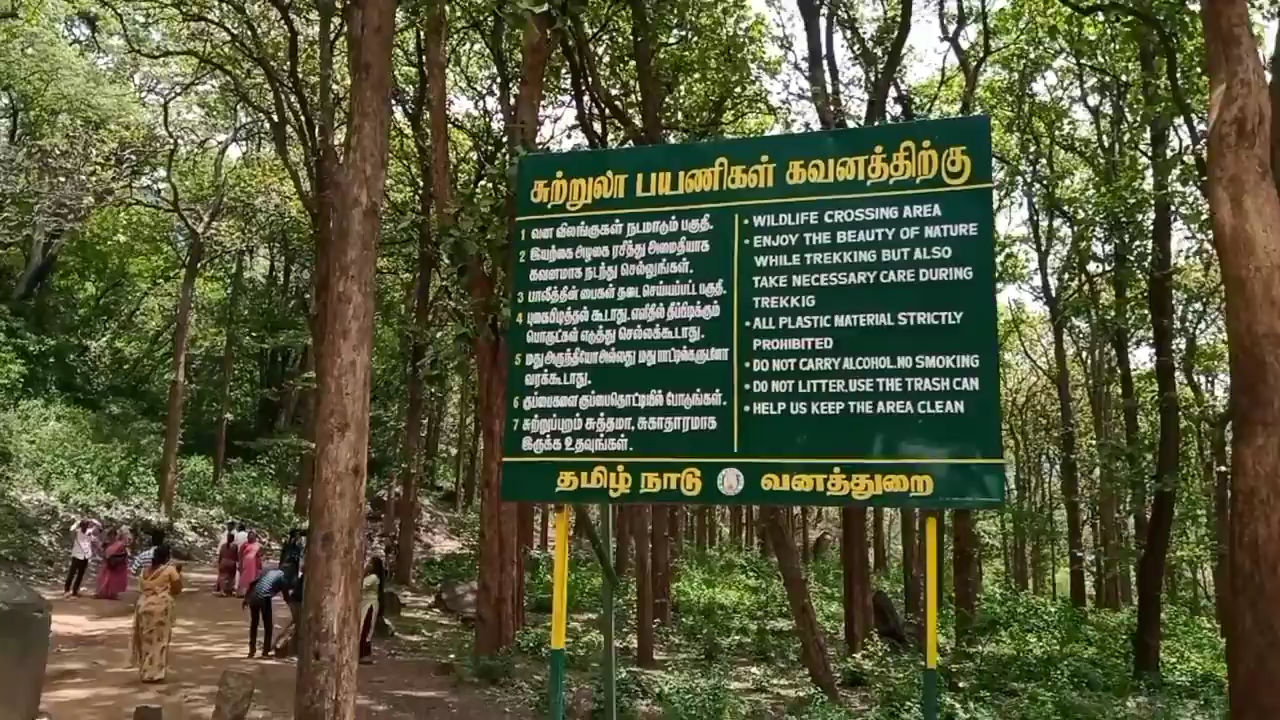 சுற்றுலா பயணிகள் கவனத்திற்கு
1 வன விலங்குகள் நடமாடும் பகுதி.
2 இயற்கை அழகை ரசித்து அமைதியாக
கவனமாக நடந்து செல்லுங்கள்.
3 பாலீத்தின் பைகள் தடை செய்யப்பட்ட பகுதி.
4 புகைபிடித்தல் கூடாது. எளிதில் தீப்பிடிக்கும்
பொருட்கள் எடுத்து செல்லக்கூடாது.
5 மது அருந்தியோ அல்லது மது பாட்டில்களுடனோ
வரக்கூடாது.
6 குப்பைகளை குப்பைதொட்டியில் போடுங்கள்.
7 சுற்றுப்புறம் சுத்தமா, சுகாதாரமாக
இருக்க உதவுங்கள்.
• WILDLIFE CROSSING AREA
• ENJOY THE BEAUTY OF NATURE
WHILE TREKKING BUT ALSO
TAKE NECESSARY CARE DURING
TREKKIG
• ALL PLASTIC MATERIAL STRICTLY
PROHIBITED
• DO NOT CARRY ALCOHOL.NO SMOKING
• DO NOT LITTER.USE THE TRASH CAN
• HELP US KEEP THE AREA CLEAN
தமிழ் நாடு வனத்துறை